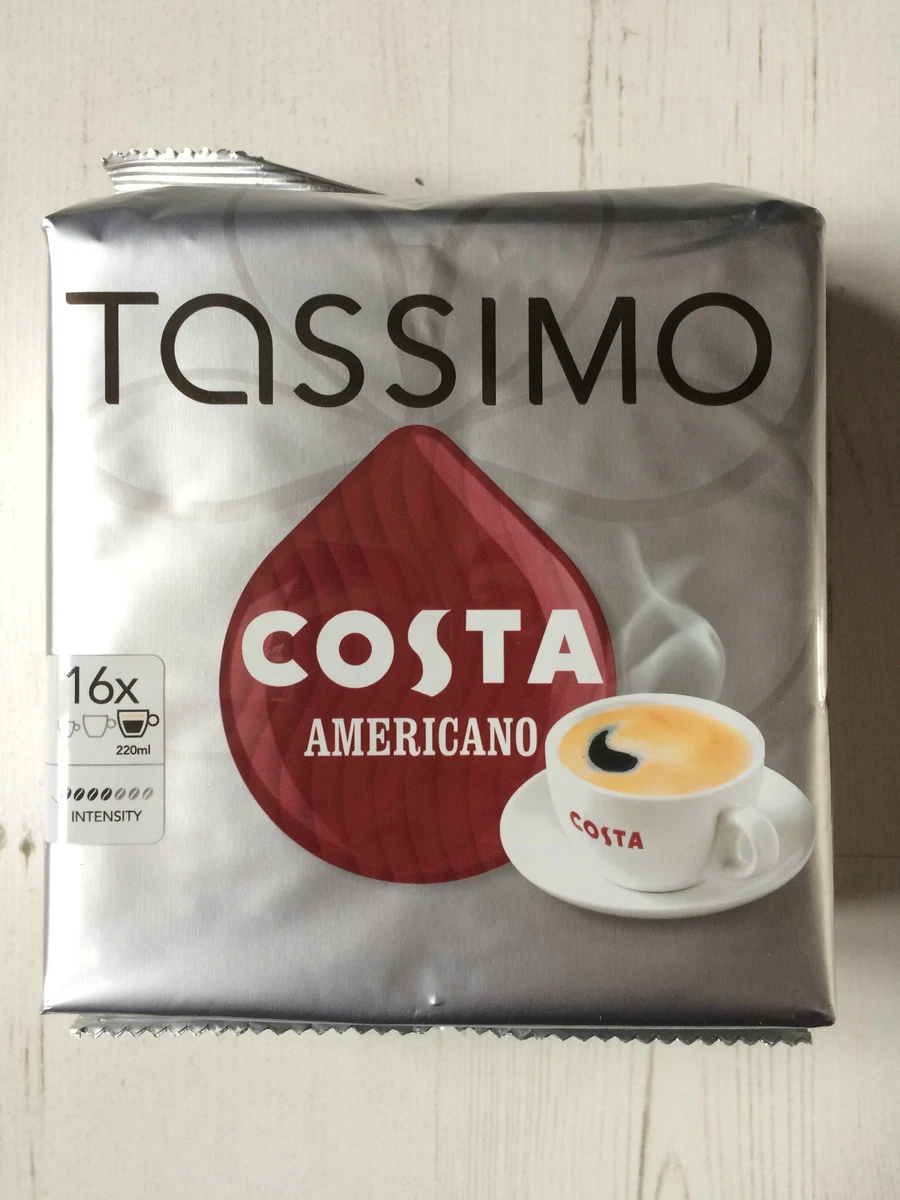 TASSIMO
COSTA
AMERICANO
16x
220ml
INTENSITY
COSTA